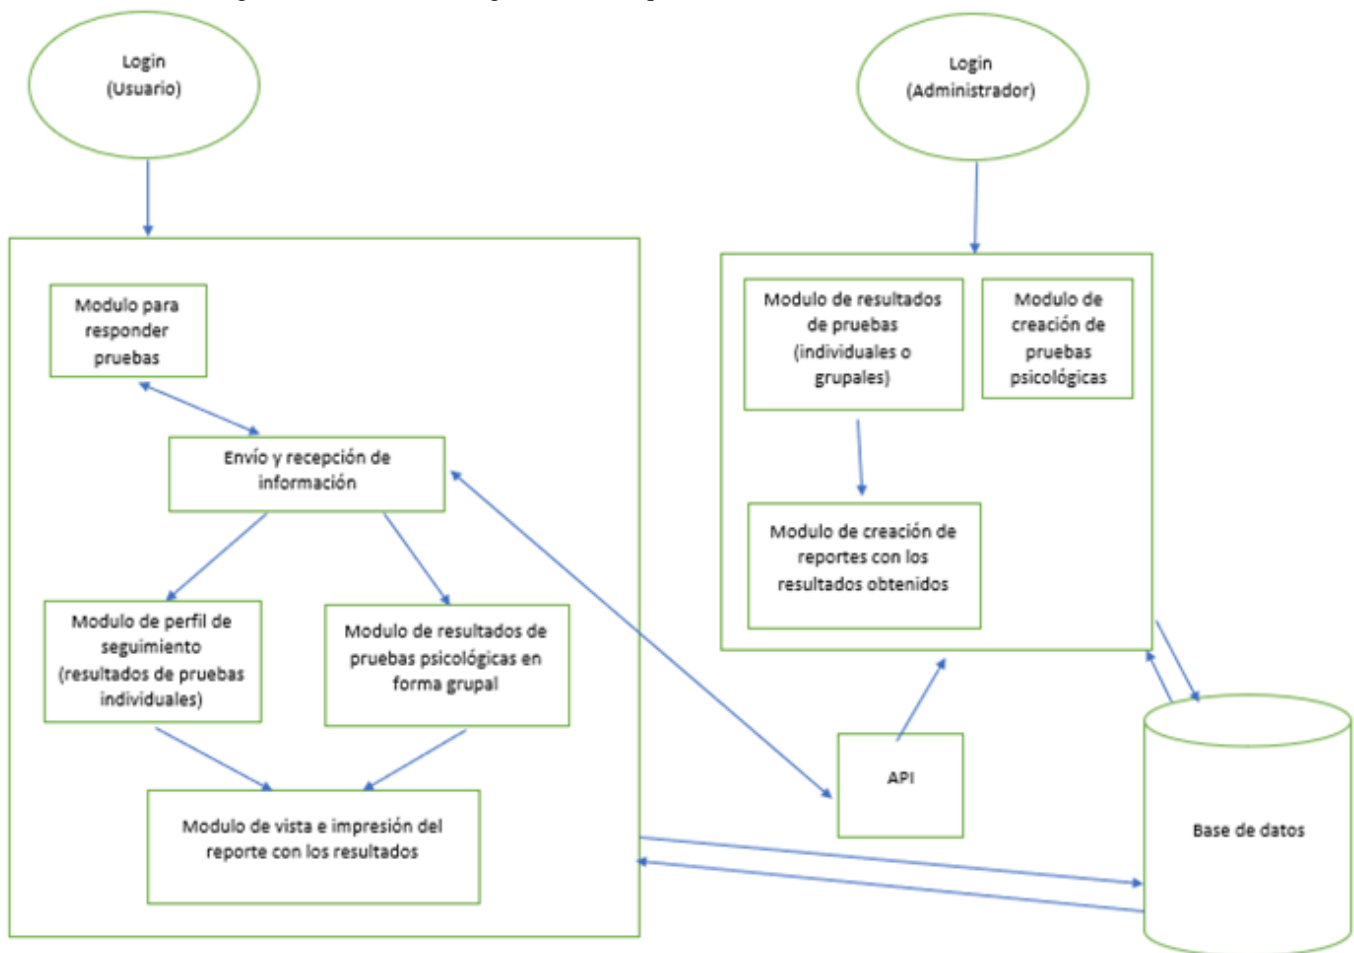 Login
(Usuario)
Login
(Administrador)
Modulo para
responder
pruebas
Envío y recepción de
información
Modulo de perfil de
seguimiento
(resultados de pruebas
individuales)
Modulo de resultados de
pruebas psicológicas en
forma grupal
Modulo de vista e impresión del
reporte con los resultados
Modulo de resultados
de pruebas
(individuales o
grupales)
Modulo de
creación de
pruebas
psicológicas
Modulo de creación de
reportes con los
resultados obtenidos
API
Base de datos